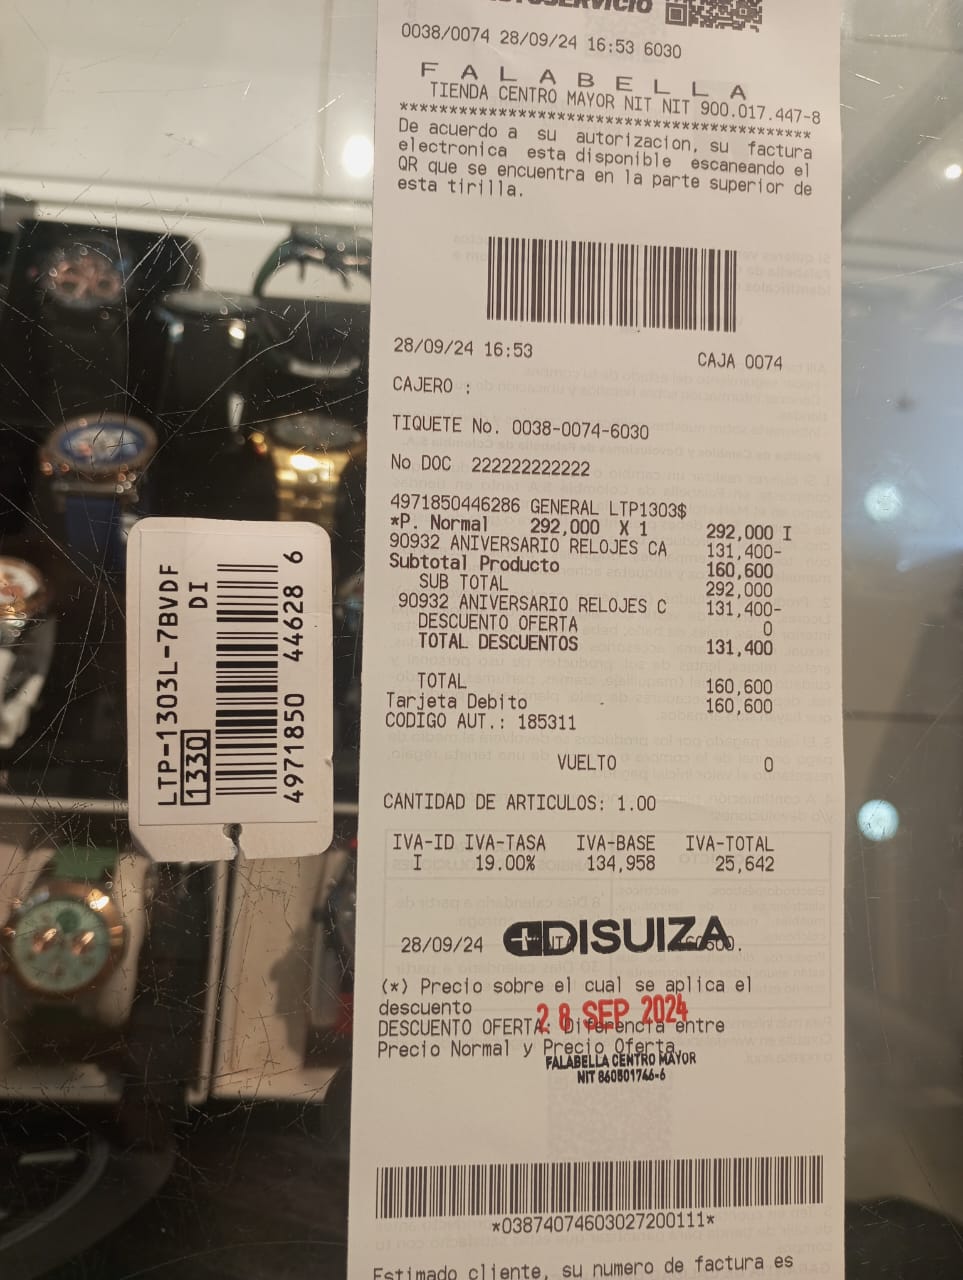 AUTOSERVICIO
0038/0074 28/09/24 16:53 6030
FALABELLA
TIENDA CENTRO MAYOR NIT NIT 900.017.447-8
****************************************
De acuerdo a su autorizacion, su factura
electronica esta disponible escaneando el
QR que se encuentra en la parte superior de
esta tirilla.
28/09/24 16:53 CAJA 0074
CAJERO :
TIQUETE No. 0038-0074-6030
No DOC 222222222222
4971850446286 GENERAL LTP1303$
*P. Normal 292,000 X 1 292,000 I
90932 ANIVERSARIO RELOJES CA 131,400-
Subtotal Producto 160,600
SUB TOTAL 292,000
90932 ANIVERSARIO RELOJES C 131,400-
DESCUENTO OFERTA 0
TOTAL DESCUENTOS 131,400
TOTAL 160,600
Tarjeta Debito 160,600
CODIGO AUT.: 185311
VUELTO 0
CANTIDAD DE ARTICULOS: 1.00
IVA-ID IVA-TASA IVA-BASE IVA-TOTAL
I 19.00% 134,958 25,642
28/09/24
DISUIZA
(*) Precio sobre el cual se aplica el
descuento
28 SEP 2024
DESCUENTO OFERTA: Diferencia entre
Precio Normal y Precio Oferta
FALABELLA CENTRO MAYOR
NIT 860501746-6
*03874074603027200111*
Estimado cliente, su numero de factura es
LTP-1303L-7BVDF
DI
1330
4971850 44628 6